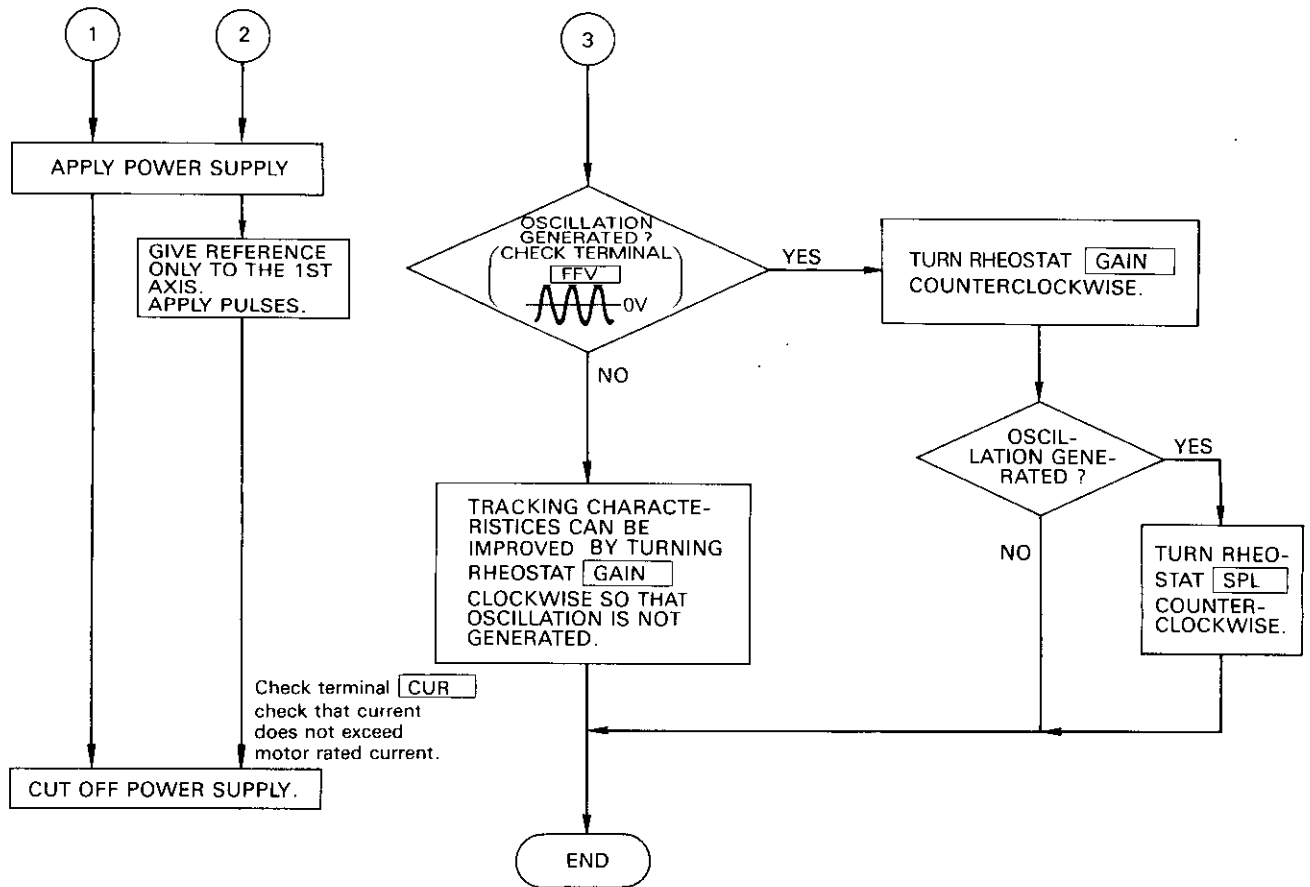 1
2
APPLY POWER SUPPLY
GIVE REFERENCE
ONLY TO THE 1ST
AXIS.
APPLY PULSES.
Check terminal CUR
check that current
does not exceed
motor rated current.
CUT OFF POWER SUPPLY.
3
OSCILLATION
GENERATED ?
CHECK TERMINAL
FFV
0V
YES
NO
TURN RHEOSTAT GAIN
COUNTERCLOCKWISE.
OSCIL-
LATION GENE-
RATED ?
YES
NO
TURN RHEO-
STAT SPL
COUNTER-
CLOCKWISE.
TRACKING CHARACTE-
RISTICES CAN BE
IMPROVED BY TURNING
RHEOSTAT GAIN
CLOCKWISE SO THAT
OSCILLATION IS NOT
GENERATED.
END